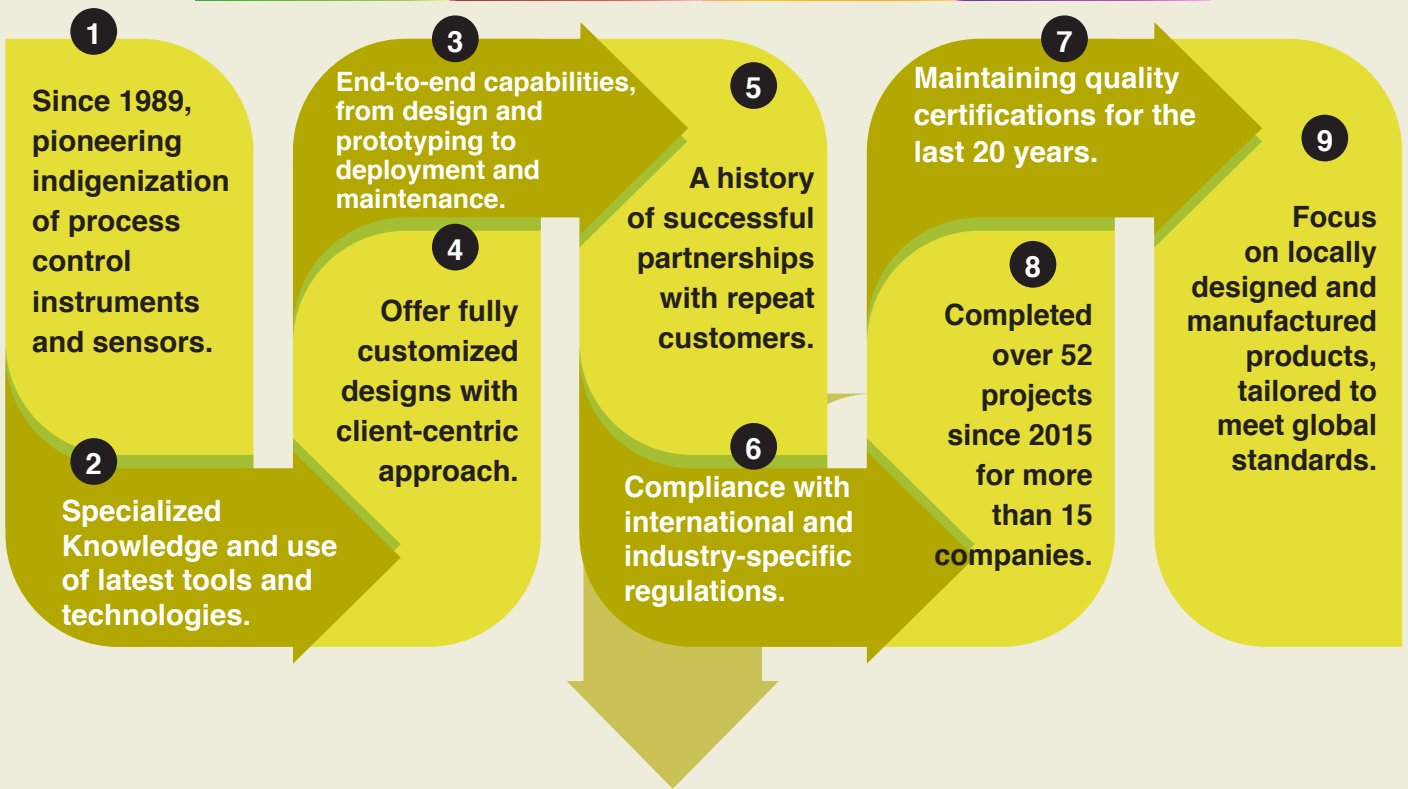 1
Since 1989,
pioneering
indigenization
of process
control
instruments
and sensors.
2
Specialized
Knowledge and use
of latest tools and
technologies.
3
End-to-end capabilities,
from design and
prototyping to
deployment and
maintenance.
4
Offer fully
customized
designs with
client-centric
approach.
5
A history
of successful
partnerships
with repeat
customers.
6
Compliance with
international and
industry-specific
regulations.
7
Maintaining quality
certifications for the
last 20 years.
8
Completed
over 52
projects
since 2015
for more
than 15
companies.
9
Focus
on locally
designed and
manufactured
products,
tailored to
meet global
standards.